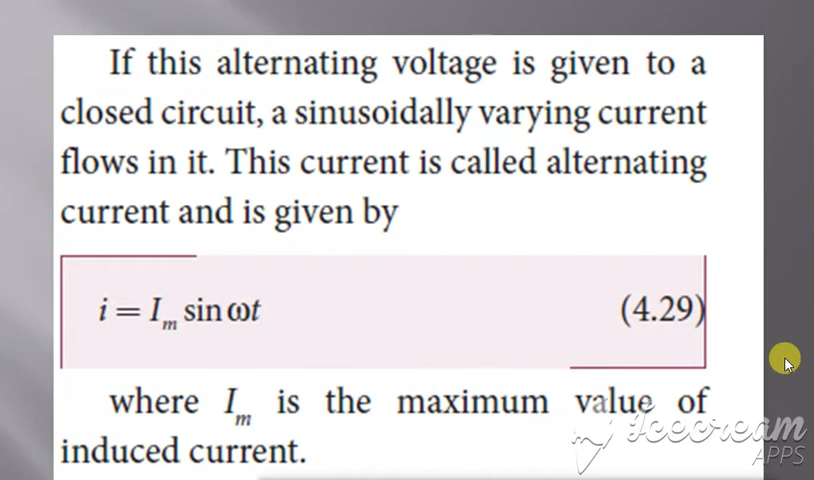 If this alternating voltage is given to a
closed circuit, a sinusoidally varying current
flows in it. This current is called alternating
current and is given by
i = Iₘ sin ωt (4.29)
where Iₘ is the maximum value of
induced current.
Icecream
APPS